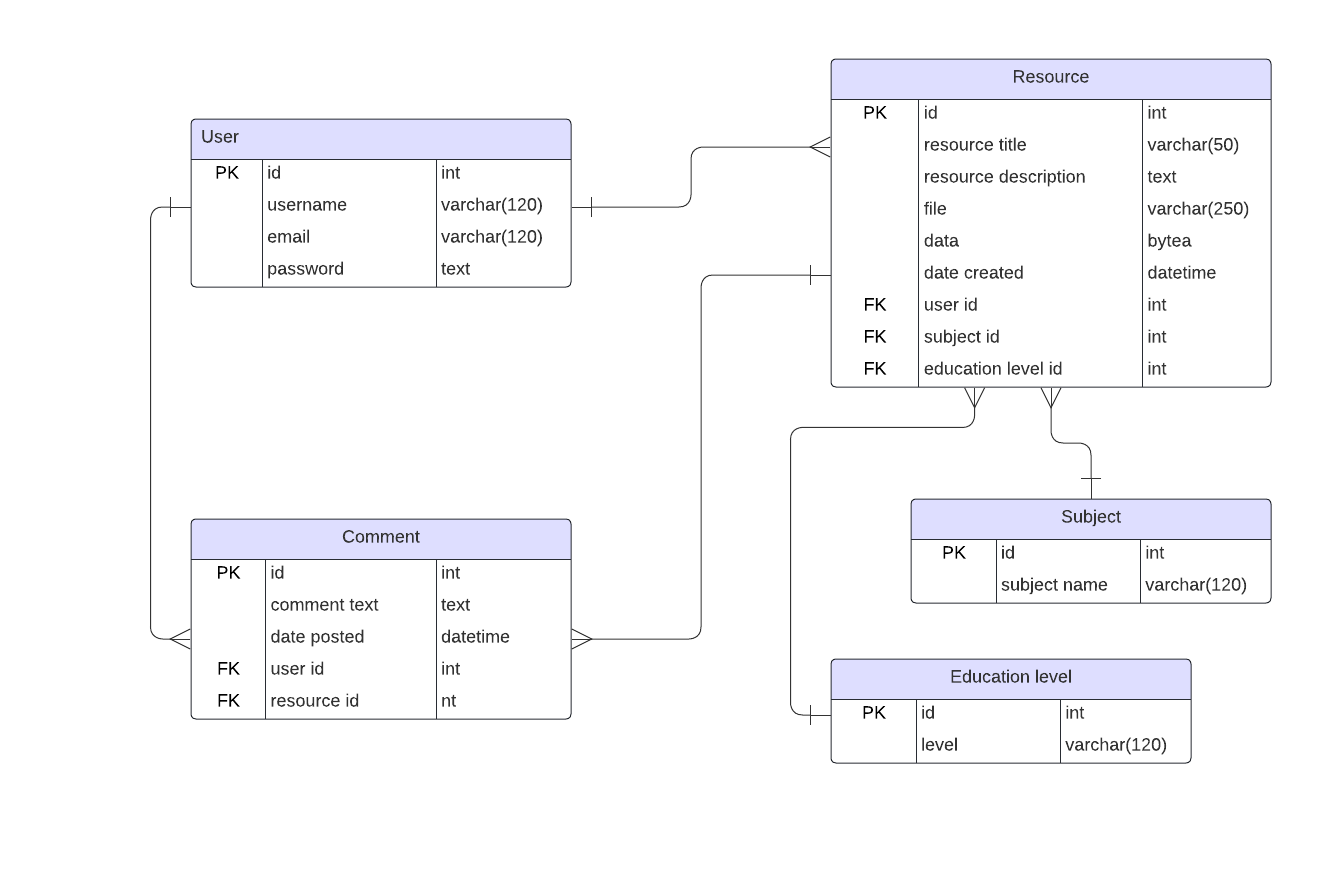 User
PK id int
username varchar(120)
email varchar(120)
password text
Resource
PK id int
resource title varchar(50)
resource description text
file varchar(250)
data bytea
date created datetime
FK user id int
FK subject id int
FK education level id int
Comment
PK id int
comment text text
date posted datetime
FK user id int
FK resource id nt
Subject
PK id int
subject name varchar(120)
Education level
PK id int
level varchar(120)